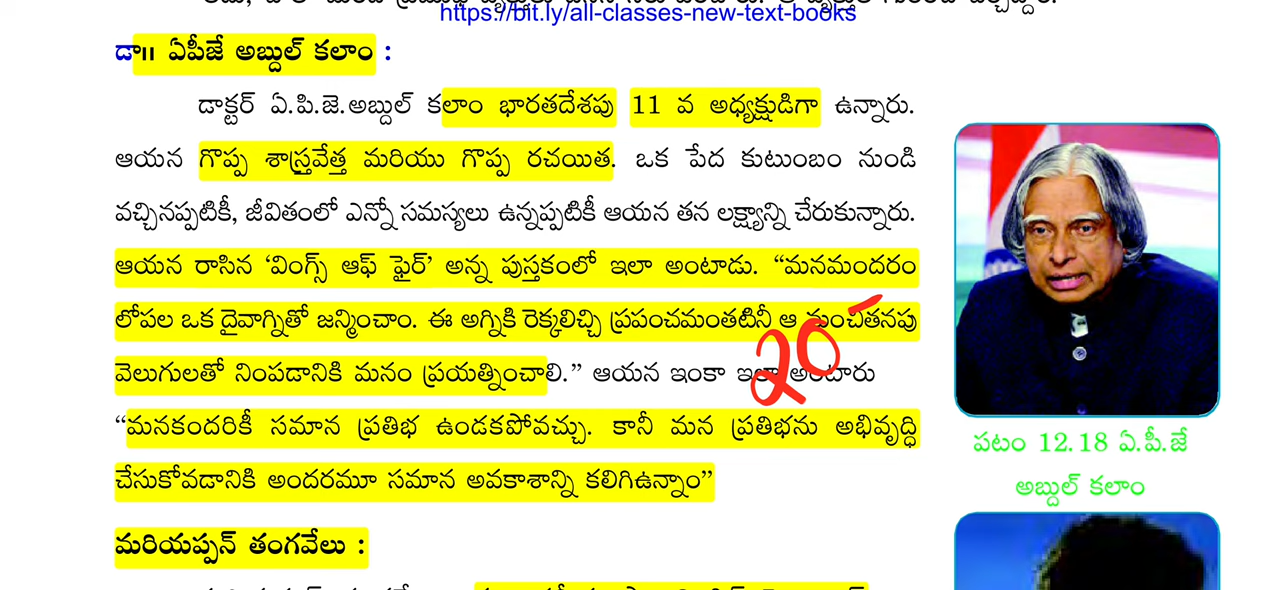 https://bit.ly/all-classes-new-text-books
డా॥ ఏపీజే అబ్దుల్ కలాం :
డాక్టర్ ఏ.పి.జె.అబ్దుల్ కలాం భారతదేశపు 11 వ అధ్యక్షుడిగా ఉన్నారు.
ఆయన గొప్ప శాస్త్రవేత్త మరియు గొప్ప రచయిత. ఒక పేద కుటుంబం నుండి
వచ్చినప్పటికీ, జీవితంలో ఎన్నో సమస్యలు ఉన్నప్పటికీ ఆయన తన లక్ష్యాన్ని చేరుకున్నారు.
ఆయన రాసిన ‘వింగ్స్ ఆఫ్ ఫైర్’ అన్న పుస్తకంలో ఇలా అంటాడు. “మనమందరం
లోపల ఒక దైవాగ్నితో జన్మించాం. ఈ అగ్నికి రెక్కలిచ్చి ప్రపంచమంతటినీ ఆ మంచితనపు
వెలుగులతో నింపడానికి మనం ప్రయత్నించాలి.” ఆయన ఇంకా ఇలా అంటారు
20
“మనకందరికీ సమాన ప్రతిభ ఉండకపోవచ్చు. కానీ మన ప్రతిభను అభివృద్ధి
చేసుకోవడానికి అందరమూ సమాన అవకాశాన్ని కలిగిఉన్నాం”
పటం 12.18 ఏ.పీ.జే
అబ్దుల్ కలాం
మరియప్పన్ తంగవేలు :